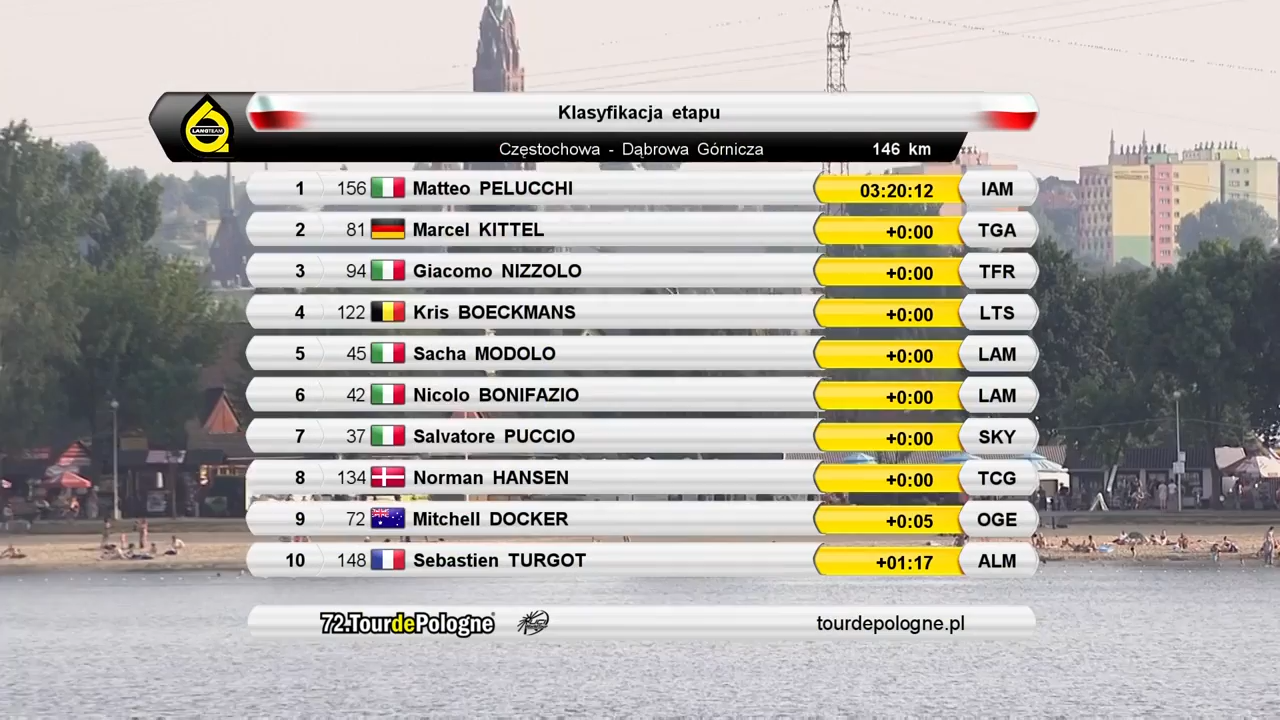 Klasyfikacja etapu
LANGTEAM
Częstochowa - Dąbrowa Górnicza 146 km
1 156 Matteo PELUCCHI 03:20:12 IAM
2 81 Marcel KITTEL +0:00 TGA
3 94 Giacomo NIZZOLO +0:00 TFR
4 122 Kris BOECKMANS +0:00 LTS
5 45 Sacha MODOLO +0:00 LAM
6 42 Nicolo BONIFAZIO +0:00 LAM
7 37 Salvatore PUCCIO +0:00 SKY
8 134 Norman HANSEN +0:00 TCG
9 72 Mitchell DOCKER +0:05 OGE
10 148 Sebastien TURGOT +01:17 ALM
72.TourdePologne® tourdepologne.pl